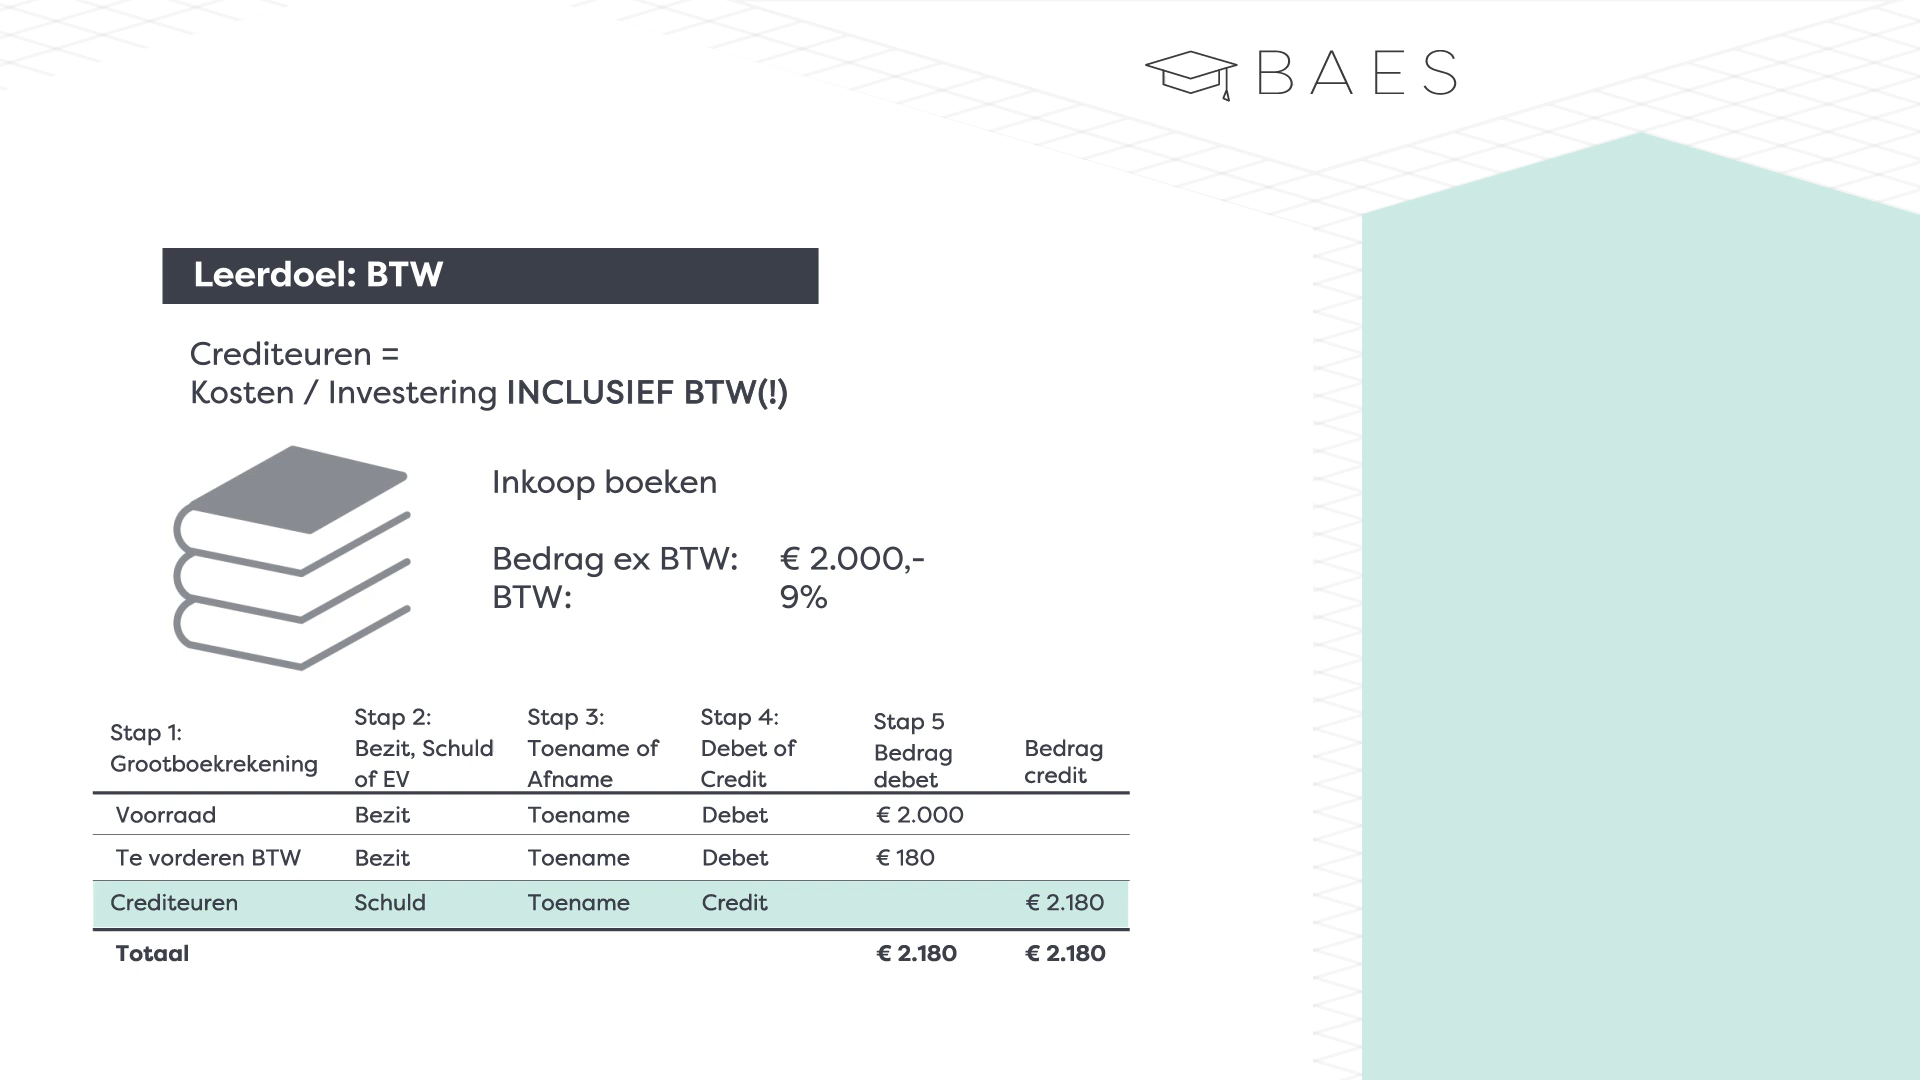 BAES
Leerdoel: BTW
Crediteuren =
Kosten / Investering INCLUSIEF BTW(!)
Inkoop boeken
Bedrag ex BTW: € 2.000,-
BTW: 9%
Stap 1: Grootboekrekening Stap 2: Bezit, Schuld of EV Stap 3: Toename of Afname Stap 4: Debet of Credit Stap 5 Bedrag debet Bedrag credit
Voorraad Bezit Toename Debet € 2.000
Te vorderen BTW Bezit Toename Debet € 180
Crediteuren Schuld Toename Credit € 2.180
Totaal € 2.180 € 2.180